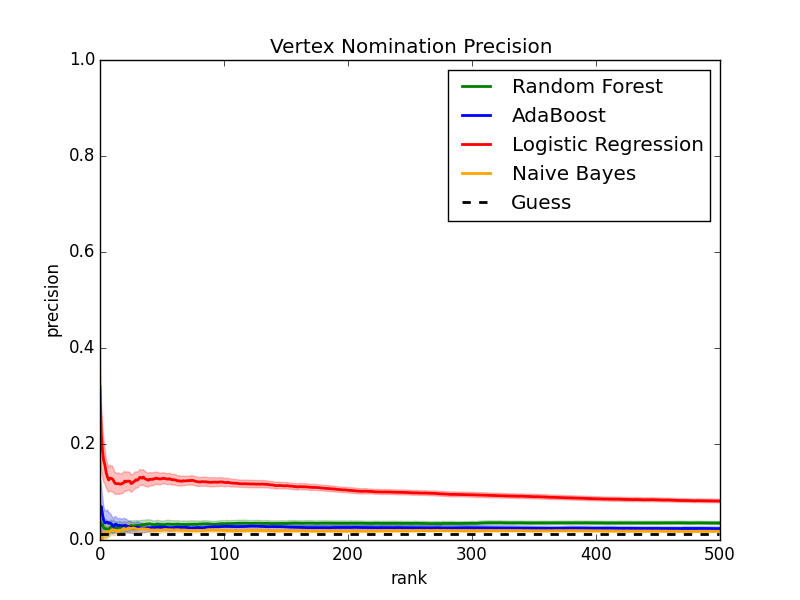 Vertex Nomination Precision
1.0
0.8
0.6
0.4
0.2
0.0
precision
Random Forest
AdaBoost
Logistic Regression
Naive Bayes
Guess
0 100 200 300 400 500
rank